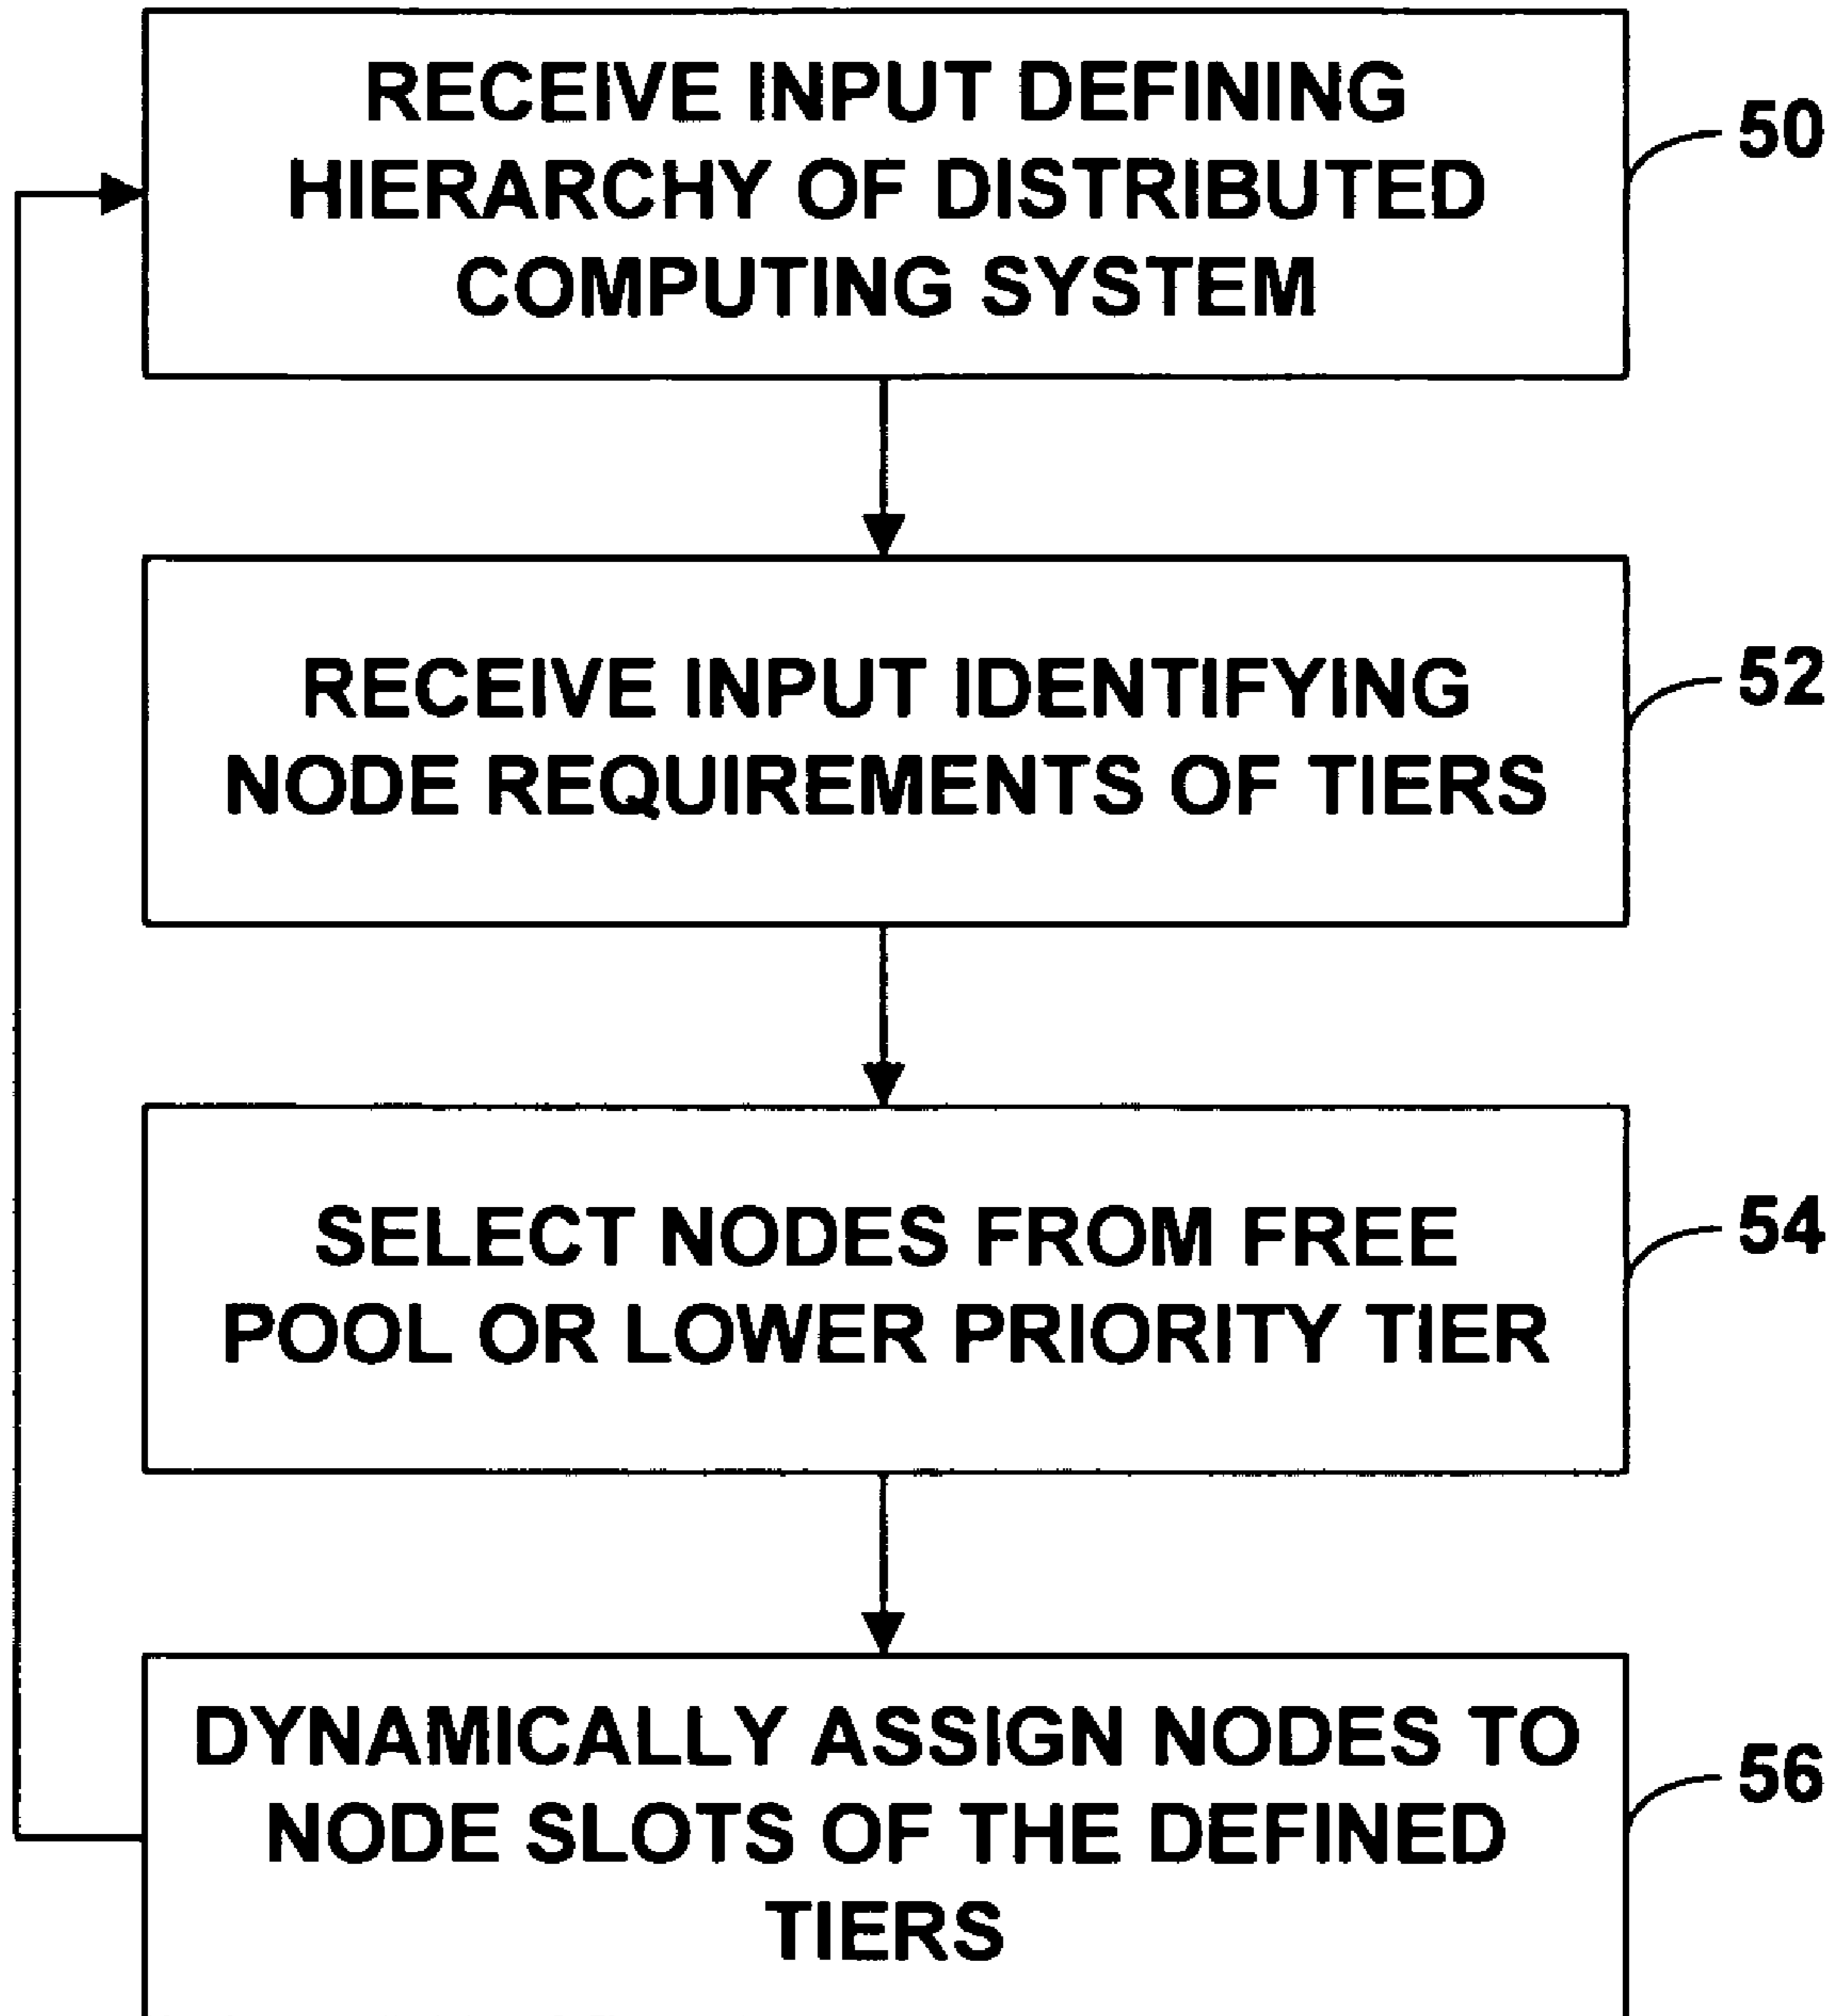 RECEIVE INPUT DEFINING
HIERARCHY OF DISTRIBUTED
COMPUTING SYSTEM
50
RECEIVE INPUT IDENTIFYING
NODE REQUIREMENTS OF TIERS
52
SELECT NODES FROM FREE
POOL OR LOWER PRIORITY TIER
54
DYNAMICALLY ASSIGN NODES TO
NODE SLOTS OF THE DEFINED
TIERS
56